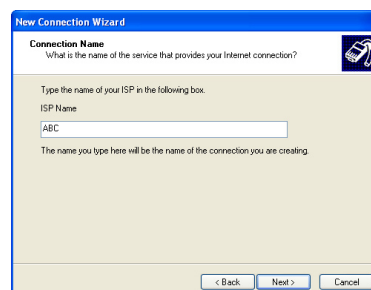 New Connection Wizard
Connection Name
What is the name of the service that provides your Internet connection?
Type the name of your ISP in the following box.
ISP Name
ABC
The name you type here will be the name of the connection you are creating.
< Back Next > Cancel